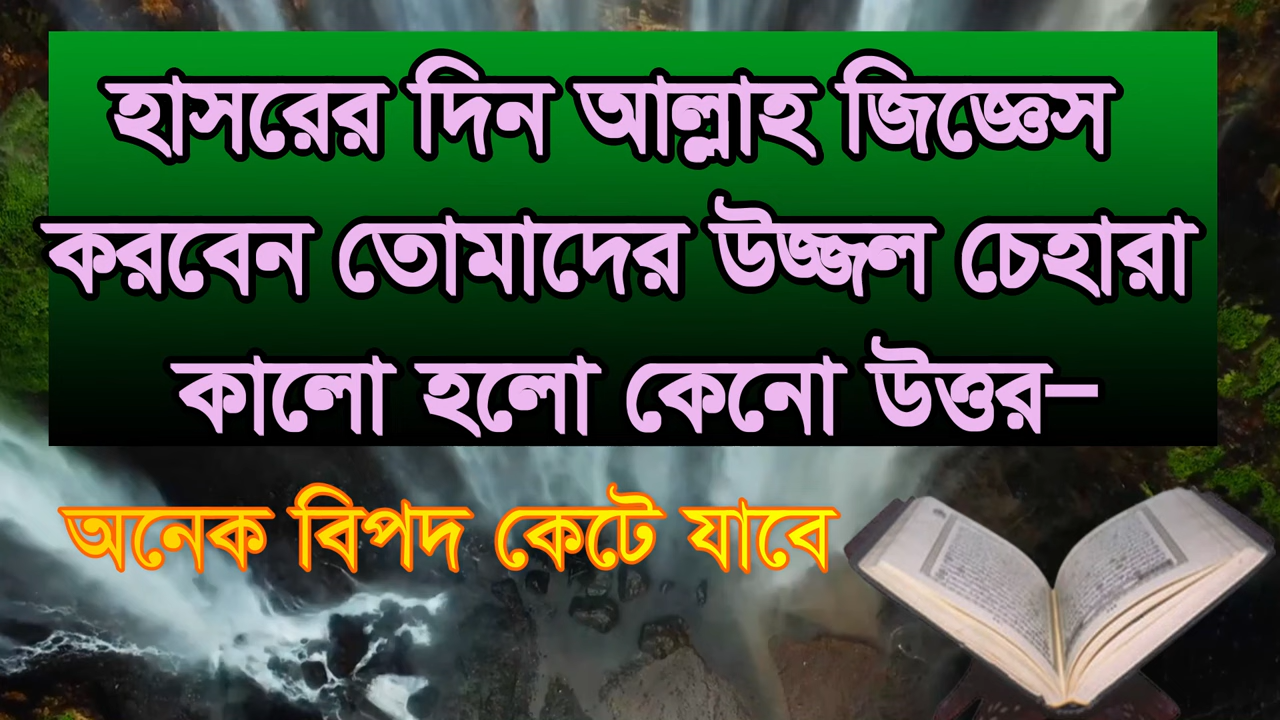 হাসরের দিন আল্লাহ জিজ্ঞেস
করবেন তোমাদের উজ্জল চেহারা
কালো হলো কেনো উত্তর–
অনেক বিপদ কেটে যাবে